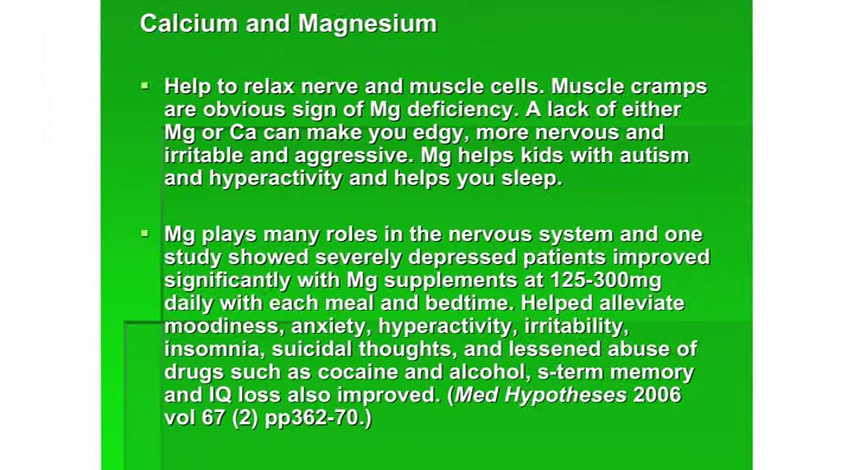 Calcium and Magnesium
Help to relax nerve and muscle cells. Muscle cramps
are obvious sign of Mg deficiency. A lack of either
Mg or Ca can make you edgy, more nervous and
irritable and aggressive. Mg helps kids with autism
and hyperactivity and helps you sleep.
Mg plays many roles in the nervous system and one
study showed severely depressed patients improved
significantly with Mg supplements at 125-300mg
daily with each meal and bedtime. Helped alleviate
moodiness, anxiety, hyperactivity, irritability,
insomnia, suicidal thoughts, and lessened abuse of
drugs such as cocaine and alcohol, s-term memory
and IQ loss also improved. (Med Hypotheses 2006
vol 67 (2) pp362-70.)